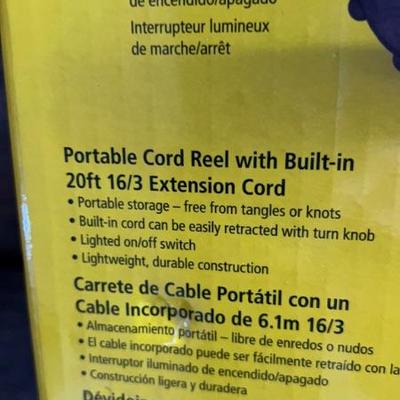 de encendido/apagado
Interrupteur lumineux
de marche/arrêt
Portable Cord Reel with Built-in
20ft 16/3 Extension Cord
• Portable storage – free from tangles or knots
• Built-in cord can be easily retracted with turn knob
• Lighted on/off switch
• Lightweight, durable construction
Carrete de Cable Portátil con un
Cable Incorporado de 6.1m 16/3
• Almacenamiento portátil – libre de enredos o nudos
• El cable incorporado puede ser fácilmente retraído con la
• Interruptor iluminado de encendido/apagado
• Construcción ligera y duradera